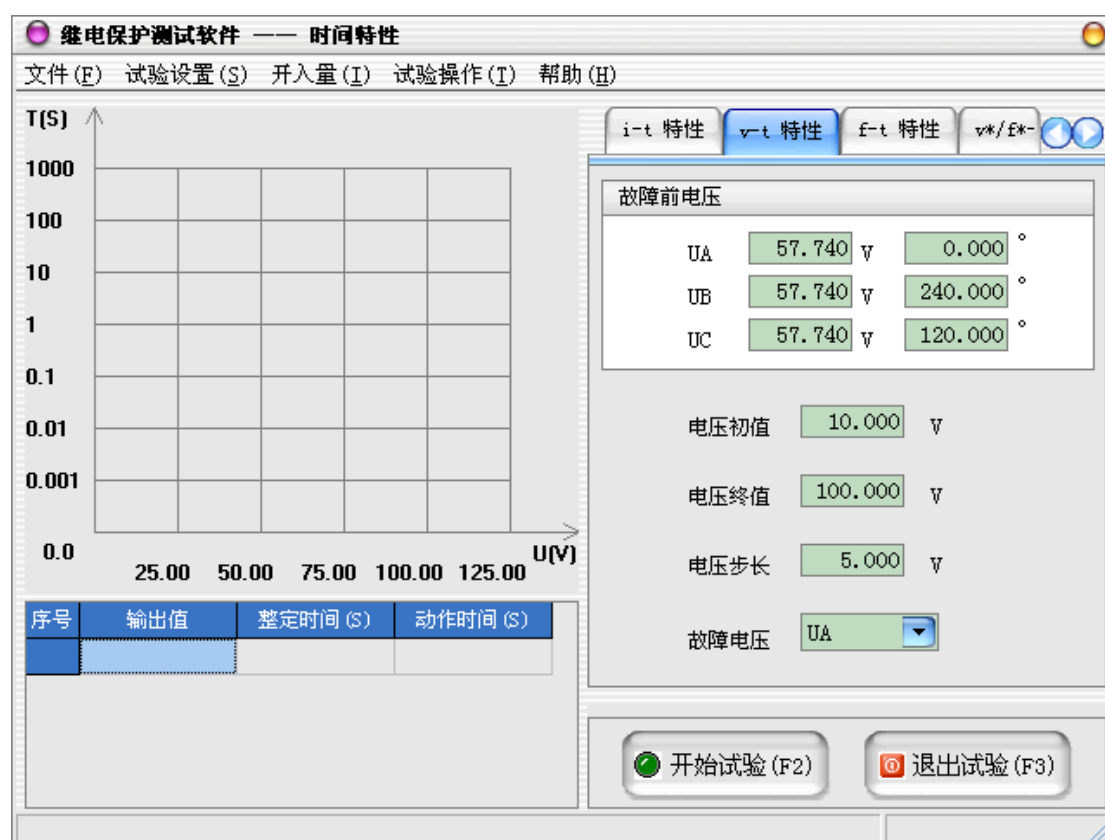 继电保护测试软件 —— 时间特性
文件(F) 试验设置(S) 开入量(I) 试验操作(T) 帮助(H)
T(S)
1000
100
10
1
0.1
0.01
0.001
0.0
25.00 50.00 75.00 100.00 125.00
U(V)
序号 输出值 整定时间(S) 动作时间(S)
i-t 特性 v-t 特性 f-t 特性 v*/f*-
故障前电压
UA 57.740 V 0.000 °
UB 57.740 V 240.000 °
UC 57.740 V 120.000 °
电压初值 10.000 V
电压终值 100.000 V
电压步长 5.000 V
故障电压 UA
开始试验(F2) 退出试验(F3)